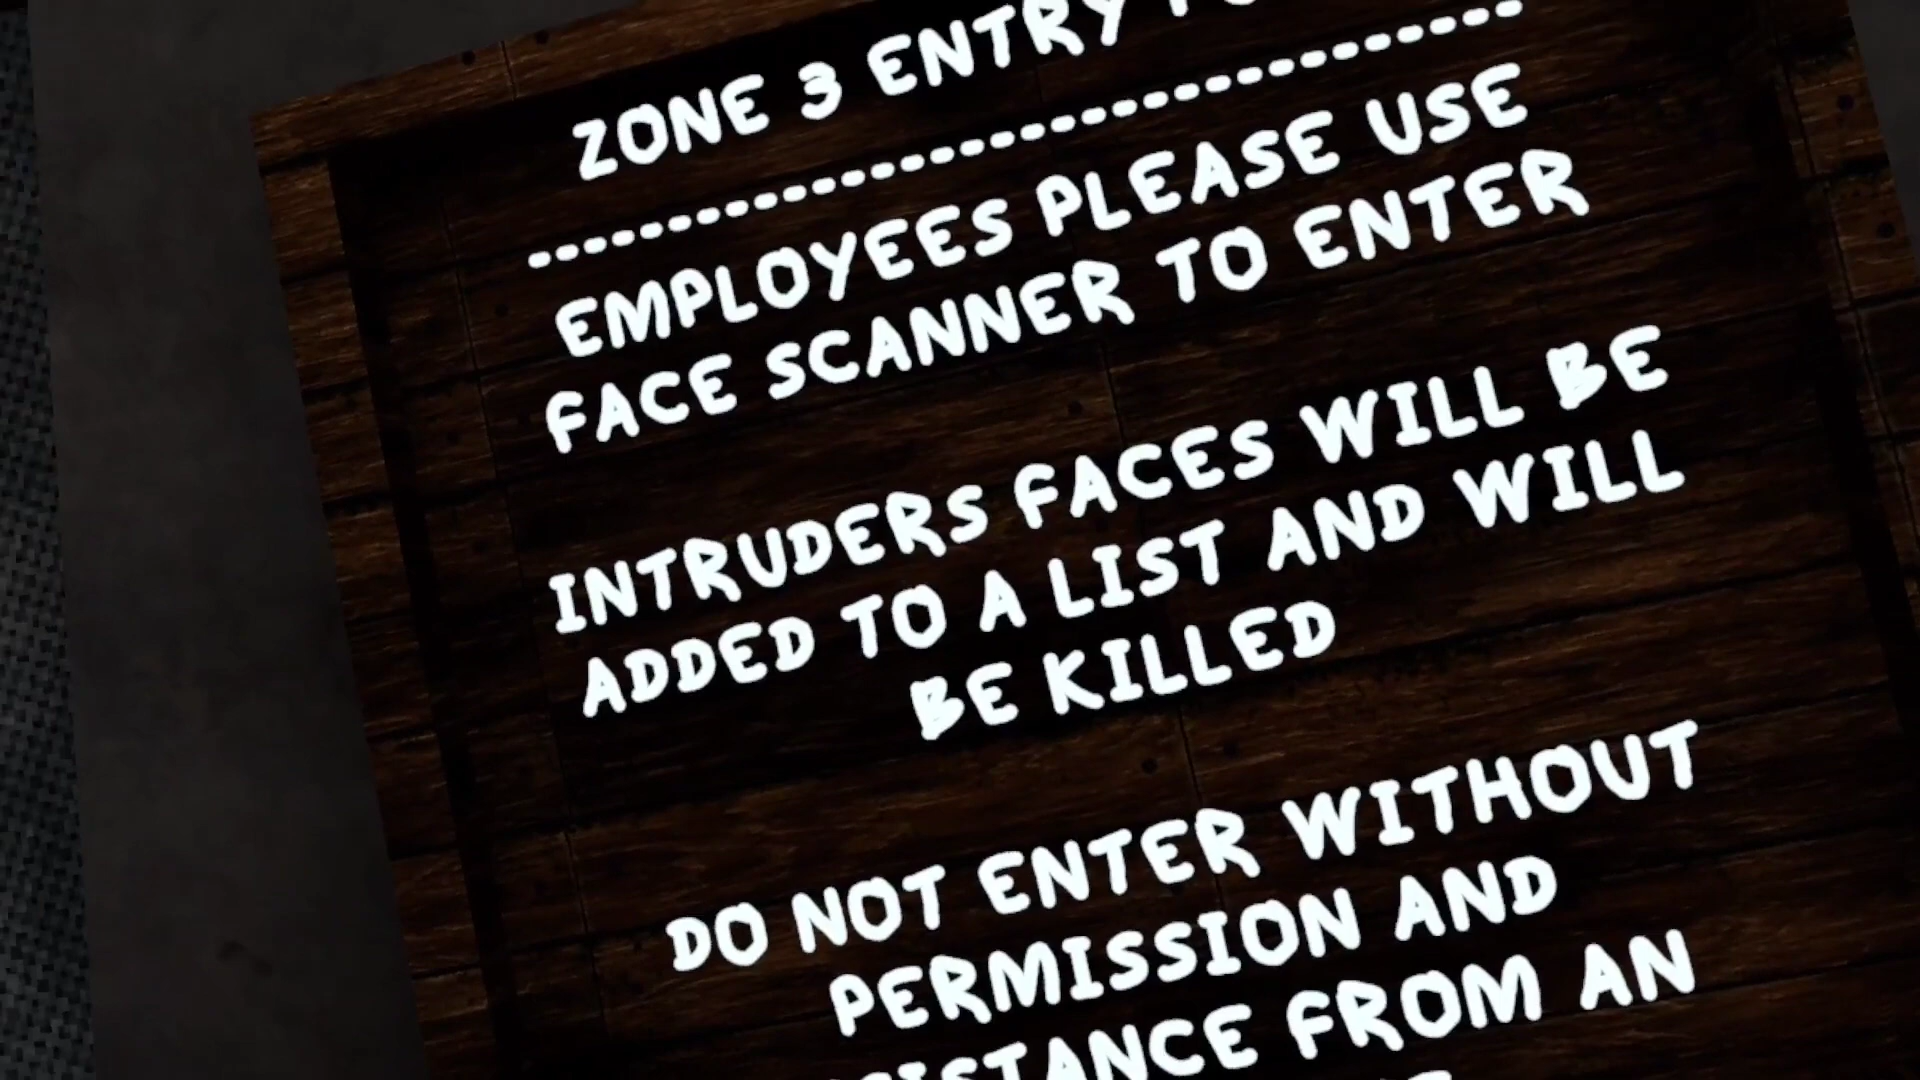 ZONE 3 ENTRY
------------------------------------
EMPLOYEES PLEASE USE
FACE SCANNER TO ENTER
INTRUDERS FACES WILL BE
ADDED TO A LIST AND WILL
BE KILLED
DO NOT ENTER WITHOUT
PERMISSION AND
FROM AN